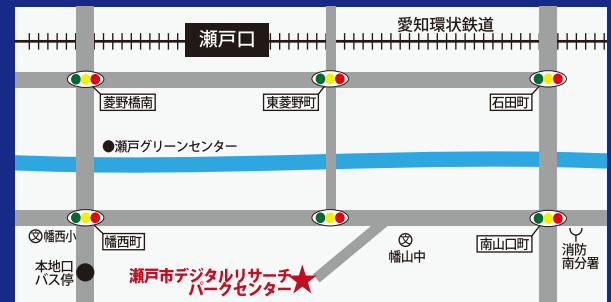 愛知環状鉄道
瀬戸口
菱野橋南
東菱野町
石田町
瀬戸グリーンセンター
文幡西小
幡西町
文
幡山中
南山口町
消防
南分署
本地口
バス停
瀬戸市デジタルリサーチ
パークセンター